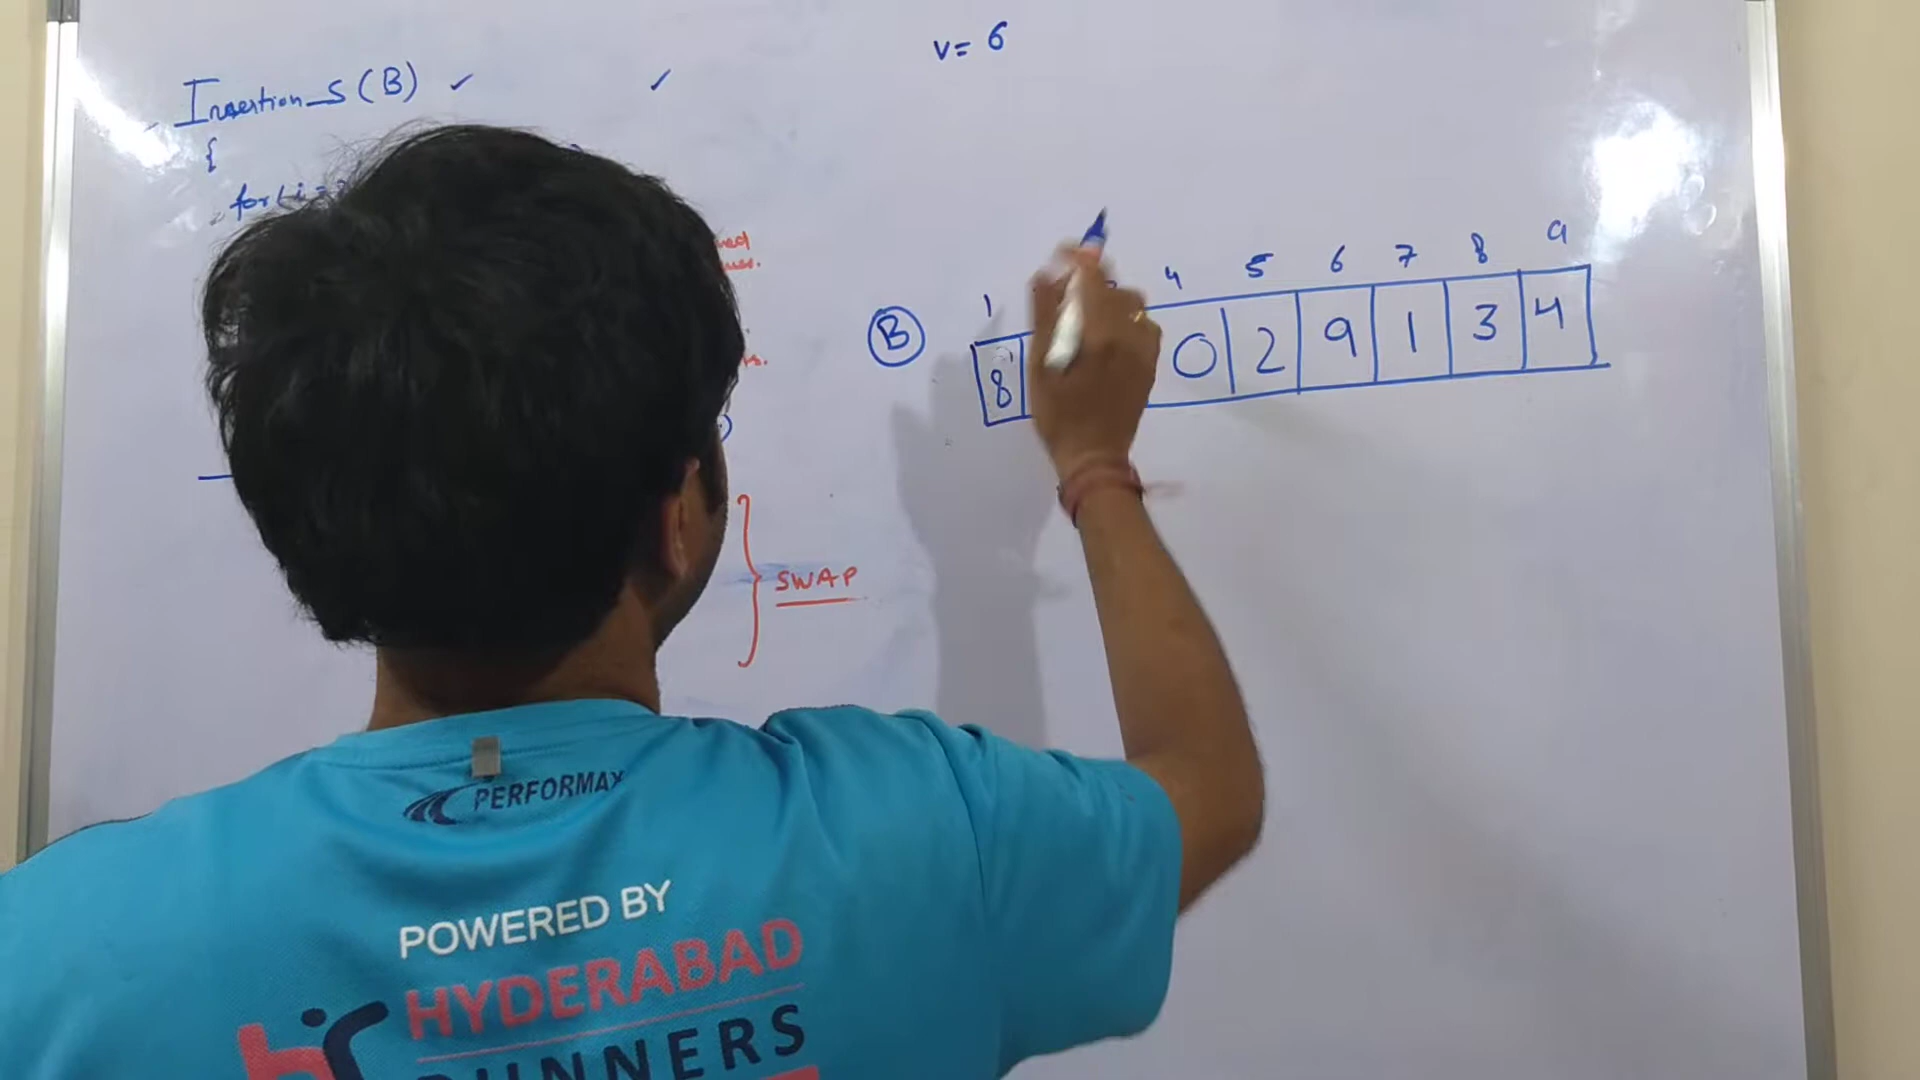 v= 6
Insertion_S (B) ✓ ✓
{
for( i =
1 4 5 6 7 8 9
B 8 0 2 9 1 3 4
)
} SWAP
PERFORMAX
POWERED BY
HYDERABAD
RUNNERS